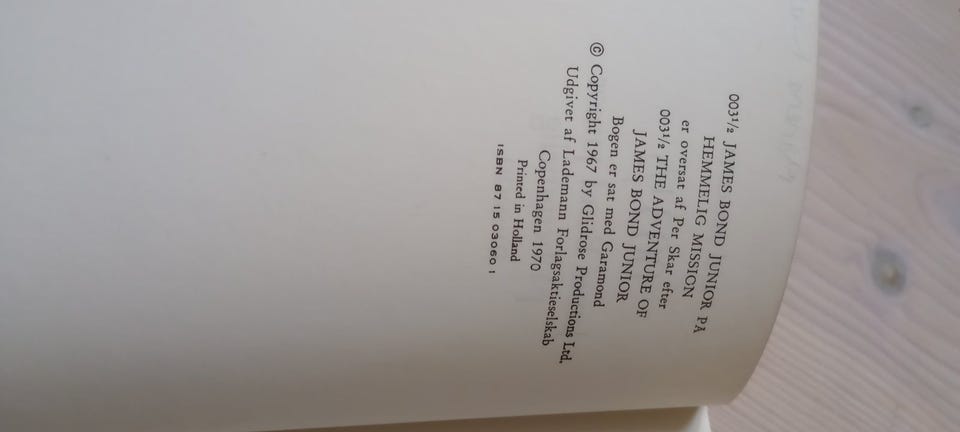 003½ JAMES BOND JUNIOR PÅ
HEMMELIG MISSION
er oversat af Per Skar efter
003½ THE ADVENTURE OF
JAMES BOND JUNIOR
Bogen er sat med Garamond
© Copyright 1967 by Glidrose Productions Ltd.
Udgivet af Lademann Forlagsaktieselskab
Copenhagen 1970
Printed in Holland
ISBN 87 15 03060 1